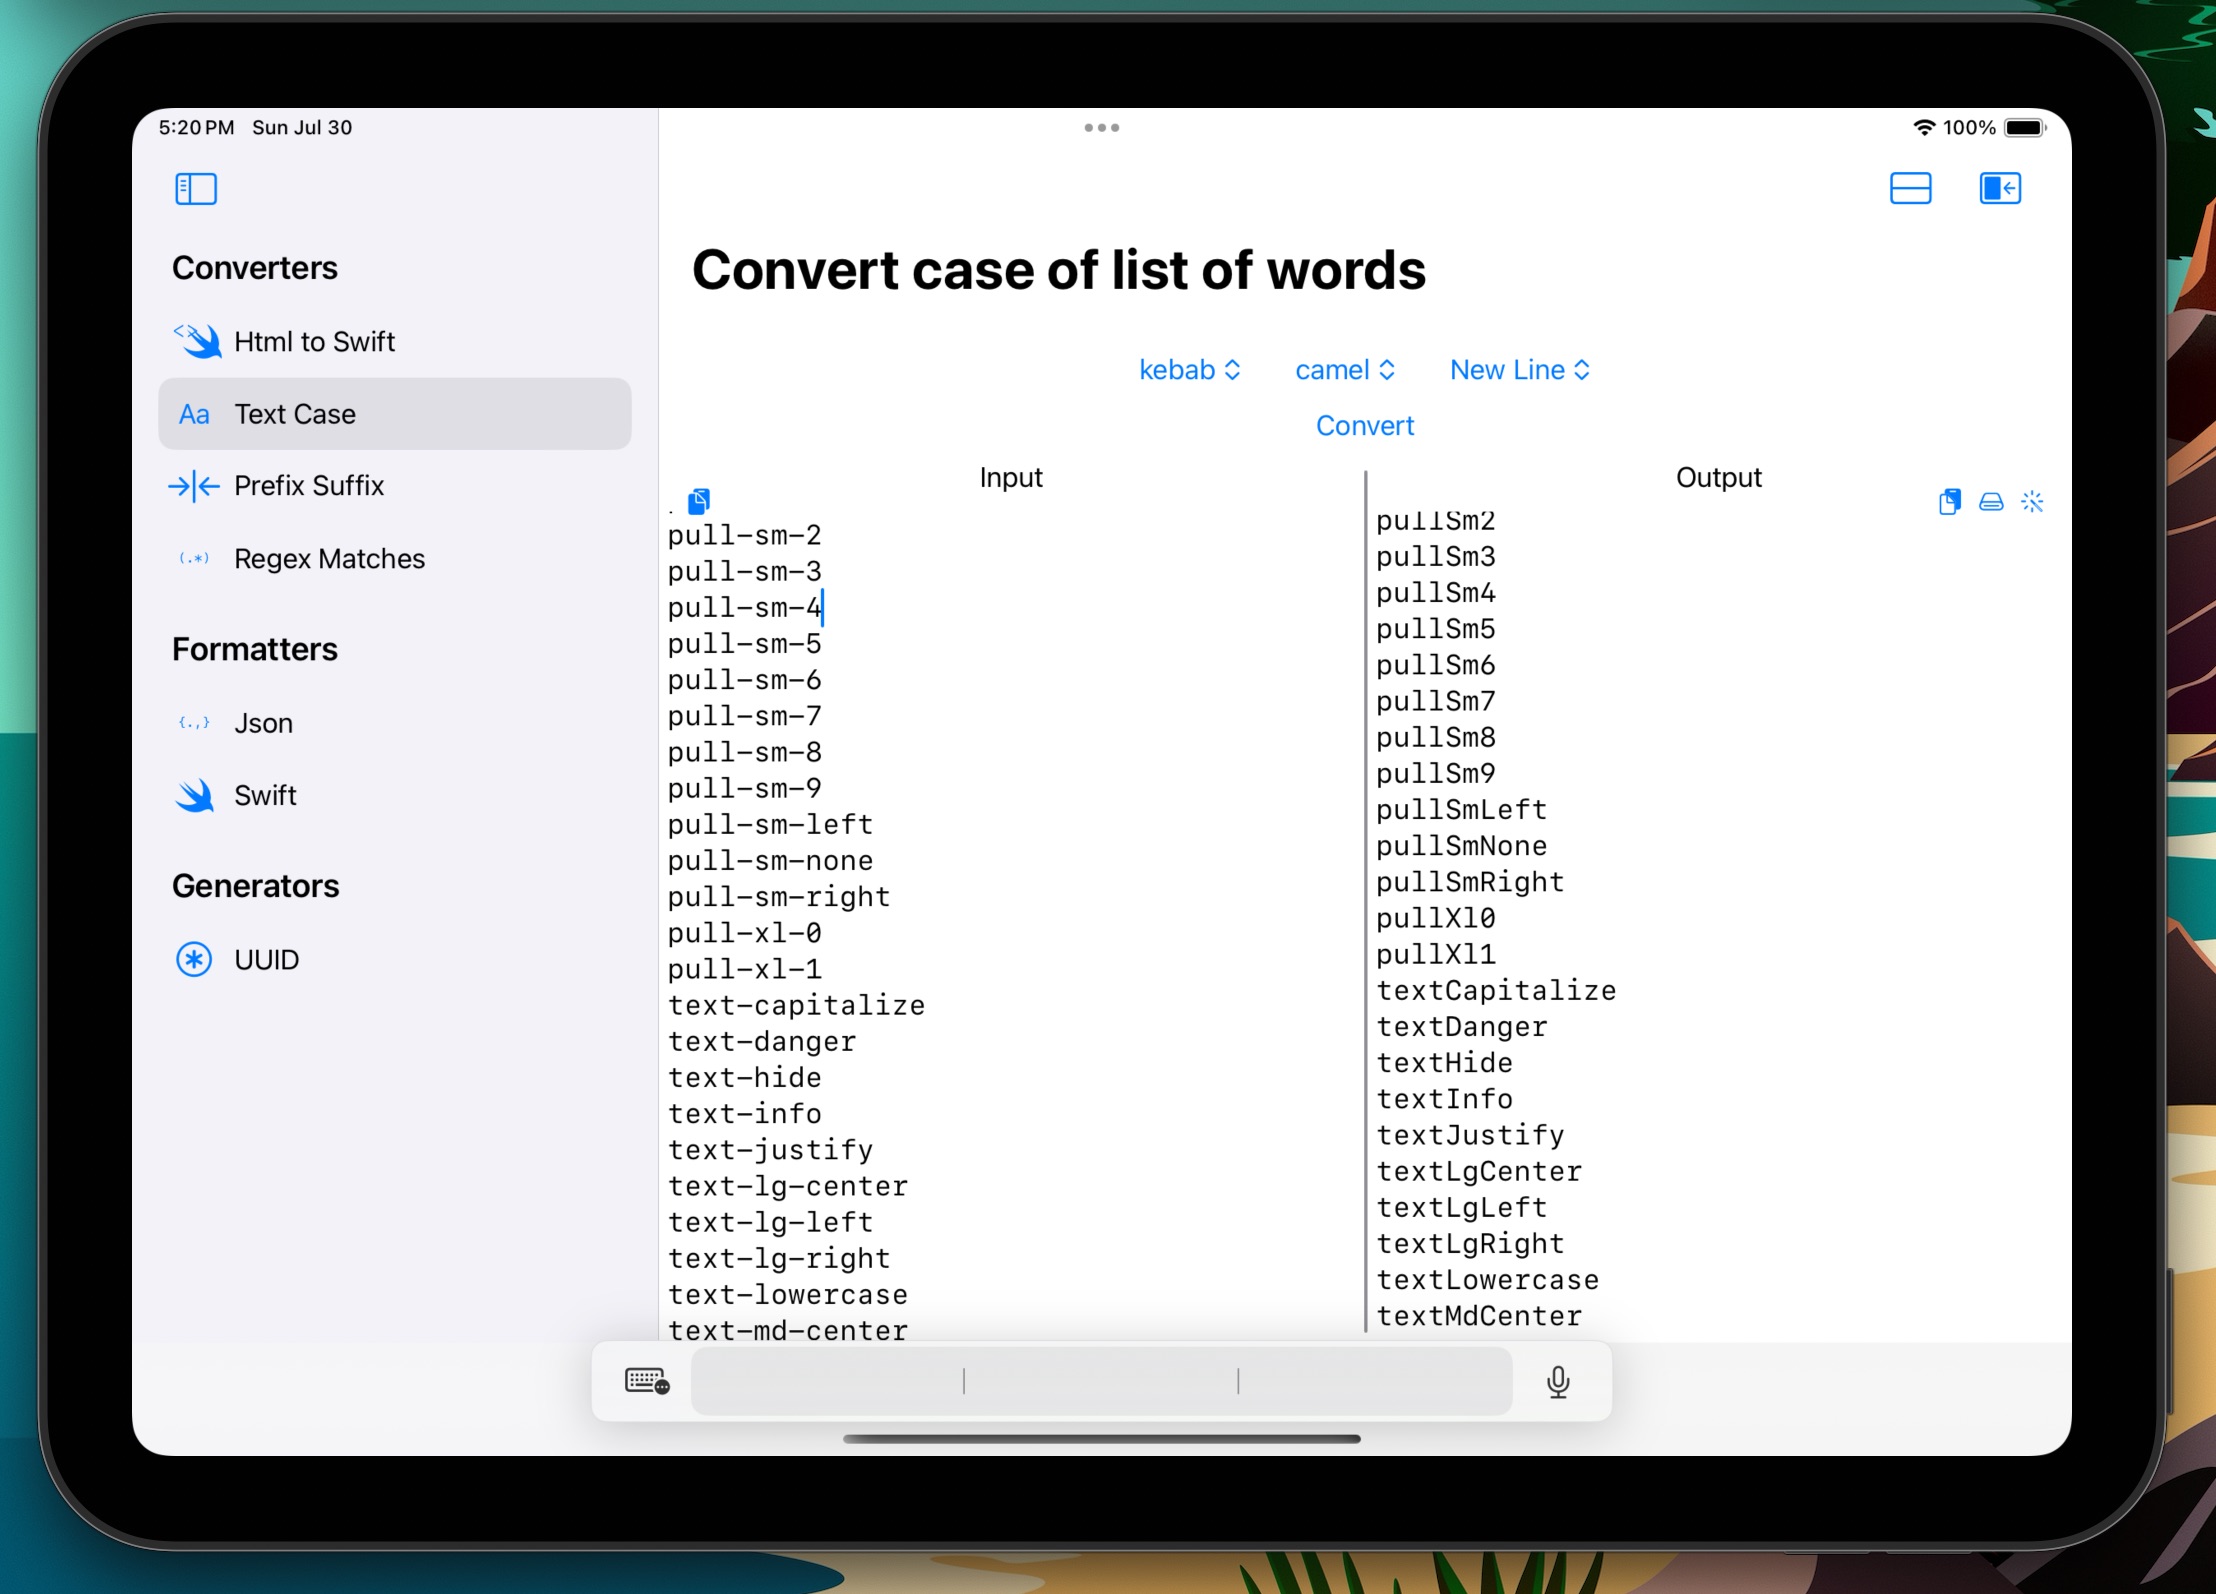 5:20 PM Sun Jul 30
100%
Converters
Html to Swift
Aa Text Case
Prefix Suffix
(.*) Regex Matches
Formatters
{.,} Json
Swift
Generators
UUID
Convert case of list of words
kebab camel New Line
Convert
Input
pull-sm-2
pull-sm-3
pull-sm-4
pull-sm-5
pull-sm-6
pull-sm-7
pull-sm-8
pull-sm-9
pull-sm-left
pull-sm-none
pull-sm-right
pull-xl-0
pull-xl-1
text-capitalize
text-danger
text-hide
text-info
text-justify
text-lg-center
text-lg-left
text-lg-right
text-lowercase
text-md-center
Output
pullSm2
pullSm3
pullSm4
pullSm5
pullSm6
pullSm7
pullSm8
pullSm9
pullSmLeft
pullSmNone
pullSmRight
pullXl0
pullXl1
textCapitalize
textDanger
textHide
textInfo
textJustify
textLgCenter
textLgLeft
textLgRight
textLowercase
textMdCenter